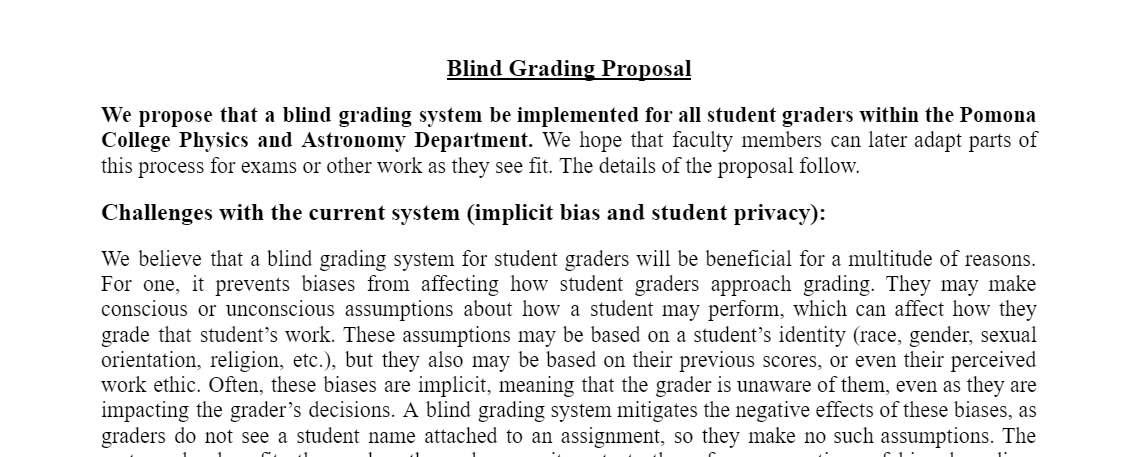 Blind Grading Proposal
We propose that a blind grading system be implemented for all student graders within the Pomona
College Physics and Astronomy Department. We hope that faculty members can later adapt parts of
this process for exams or other work as they see fit. The details of the proposal follow.
Challenges with the current system (implicit bias and student privacy):
We believe that a blind grading system for student graders will be beneficial for a multitude of reasons.
For one, it prevents biases from affecting how student graders approach grading. They may make
conscious or unconscious assumptions about how a student may perform, which can affect how they
grade that student’s work. These assumptions may be based on a student’s identity (race, gender, sexual
orientation, religion, etc.), but they also may be based on their previous scores, or even their perceived
work ethic. Often, these biases are implicit, meaning that the grader is unaware of them, even as they are
impacting the grader’s decisions. A blind grading system mitigates the negative effects of these biases, as
graders do not see a student name attached to an assignment, so they make no such assumptions. The